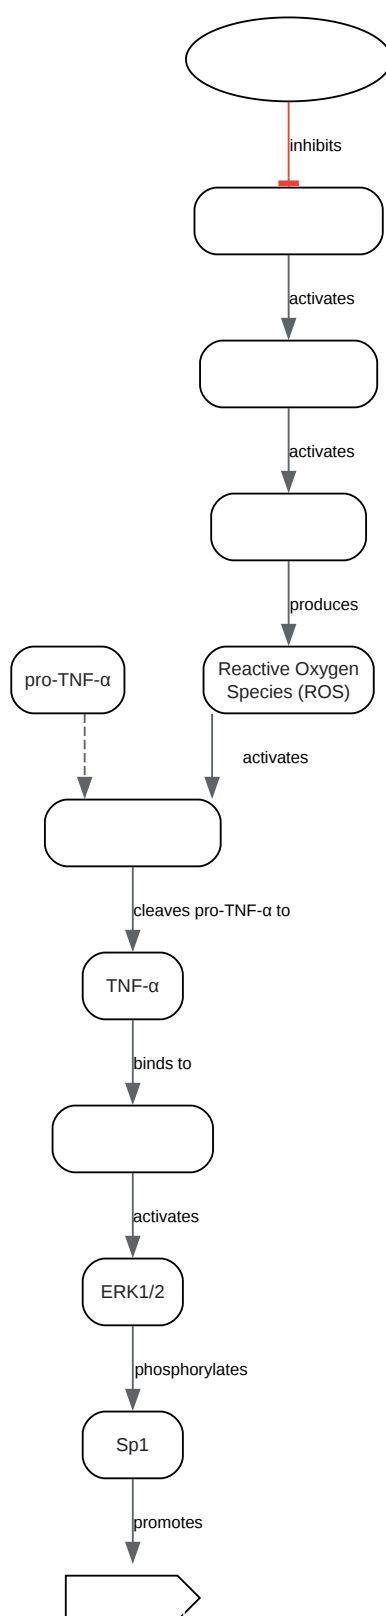 inhibits
activates
activates
produces
pro-TNF-α
Reactive Oxygen
Species (ROS)
activates
cleaves pro-TNF-α to
TNF-α
binds to
activates
ERK1/2
phosphorylates
Sp1
promotes